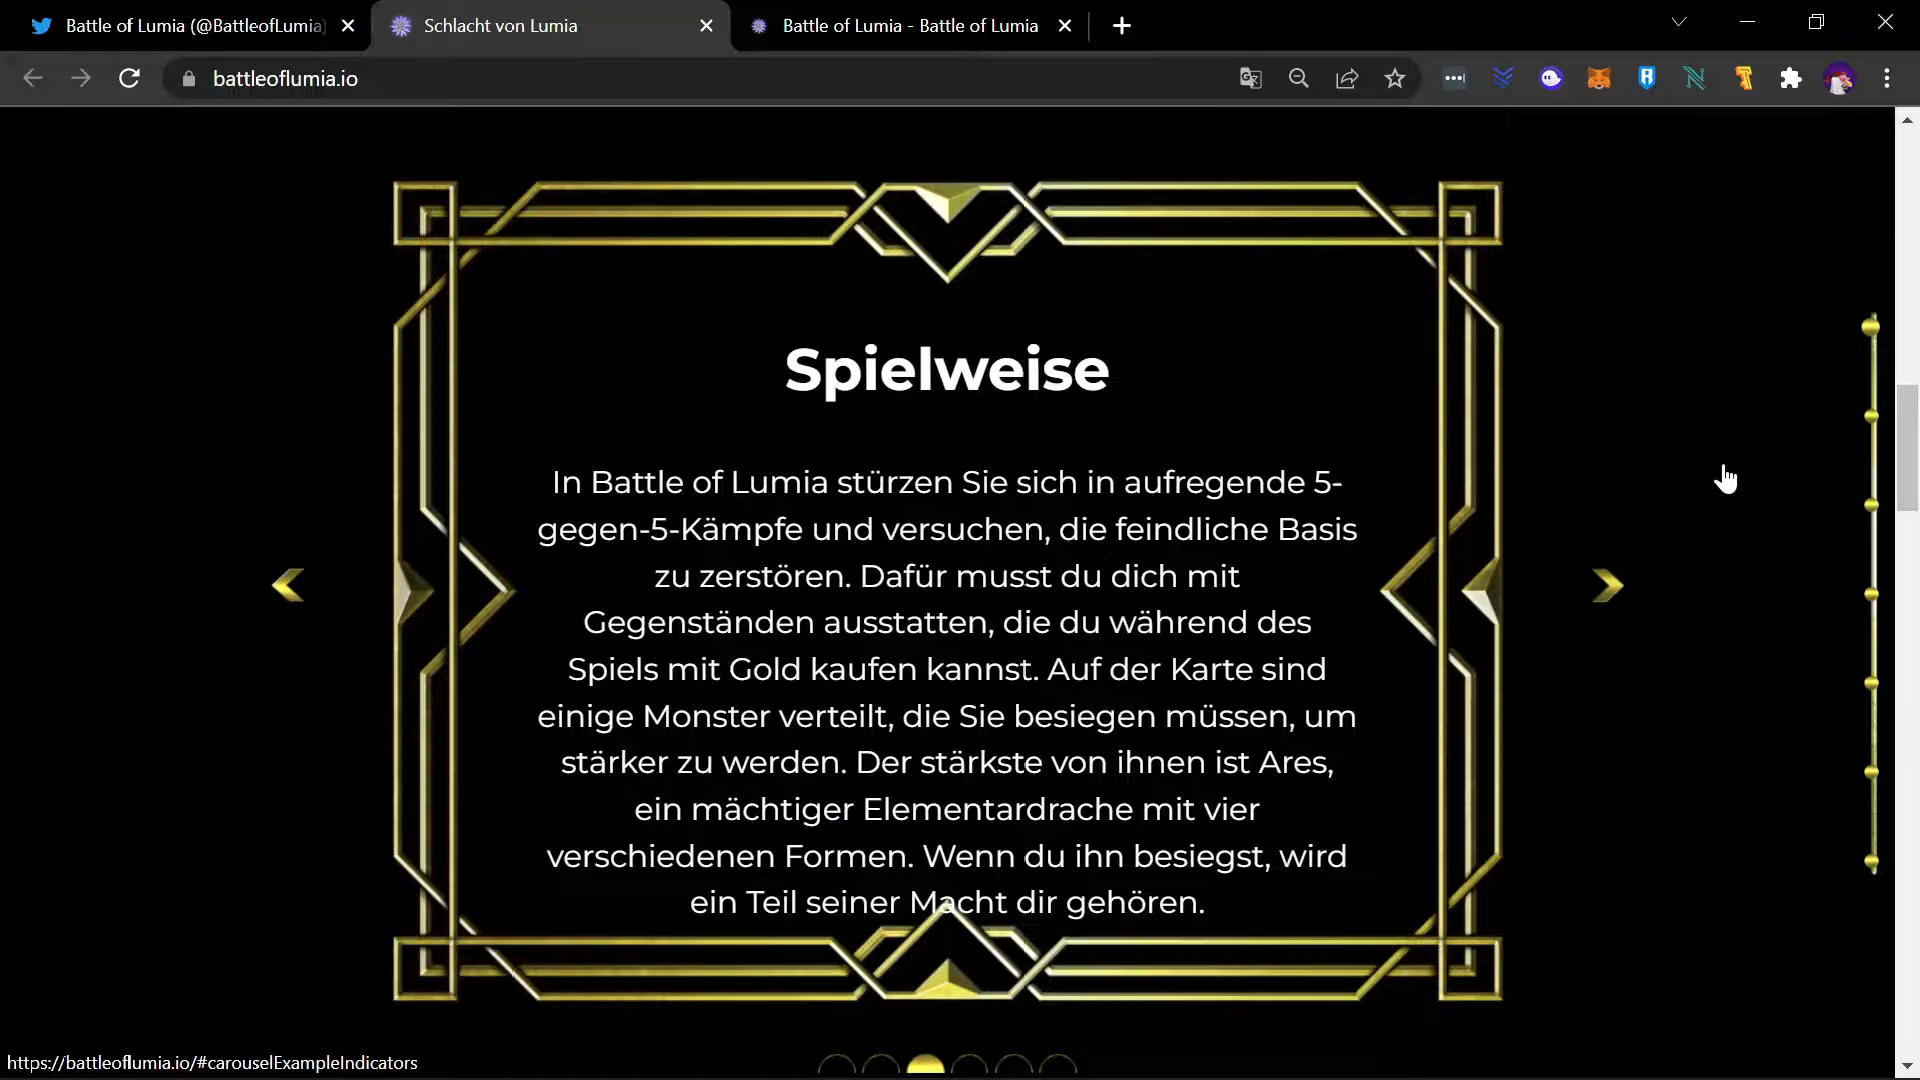 Battle of Lumia (@BattleofLumia)
Schlacht von Lumia
Battle of Lumia - Battle of Lumia
battleoflumia.io
Spielweise
In Battle of Lumia stürzen Sie sich in aufregende 5-
gegen-5-Kämpfe und versuchen, die feindliche Basis
zu zerstören. Dafür musst du dich mit
Gegenständen ausstatten, die du während des
Spiels mit Gold kaufen kannst. Auf der Karte sind
einige Monster verteilt, die Sie besiegen müssen, um
stärker zu werden. Der stärkste von ihnen ist Ares,
ein mächtiger Elementardrache mit vier
verschiedenen Formen. Wenn du ihn besiegst, wird
ein Teil seiner Macht dir gehören.
https://battleoflumia.io/#carouselExampleIndicators